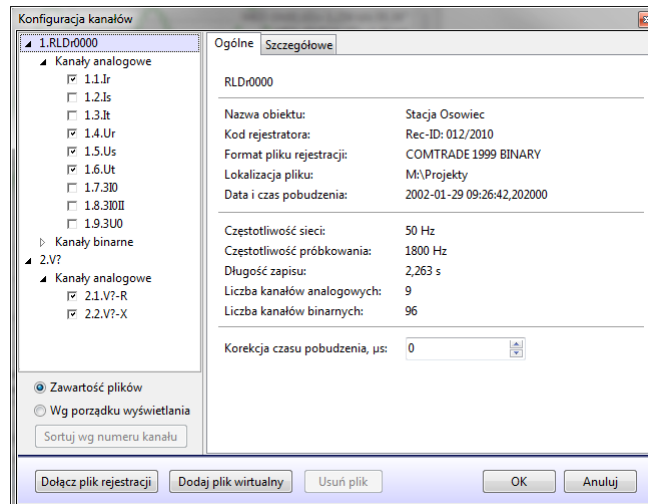 Konfiguracja kanałów
1.RLDr0000
Kanały analogowe
1.1.Ir
1.2.Is
1.3.It
1.4.Ur
1.5.Us
1.6.Ut
1.7.3I0
1.8.3I0II
1.9.3U0
Kanały binarne
2.V?
Kanały analogowe
2.1.V?-R
2.2.V?-X
Zawartość plików
Wg porządku wyświetlania
Sortuj wg numeru kanału
Ogólne Szczegółowe
RLDr0000
Nazwa obiektu: Stacja Osowiec
Kod rejestratora: Rec-ID: 012/2010
Format pliku rejestracji: COMTRADE 1999 BINARY
Lokalizacja pliku: M:\Projekty
Data i czas pobudzenia: 2002-01-29 09:26:42,202000
Częstotliwość sieci: 50 Hz
Częstotliwość próbkowania: 1800 Hz
Długość zapisu: 2,263 s
Liczba kanałów analogowych: 9
Liczba kanałów binarnych: 96
Korekcja czasu pobudzenia, µs: 0
Dołącz plik rejestracji Dodaj plik wirtualny Usuń plik OK Anuluj